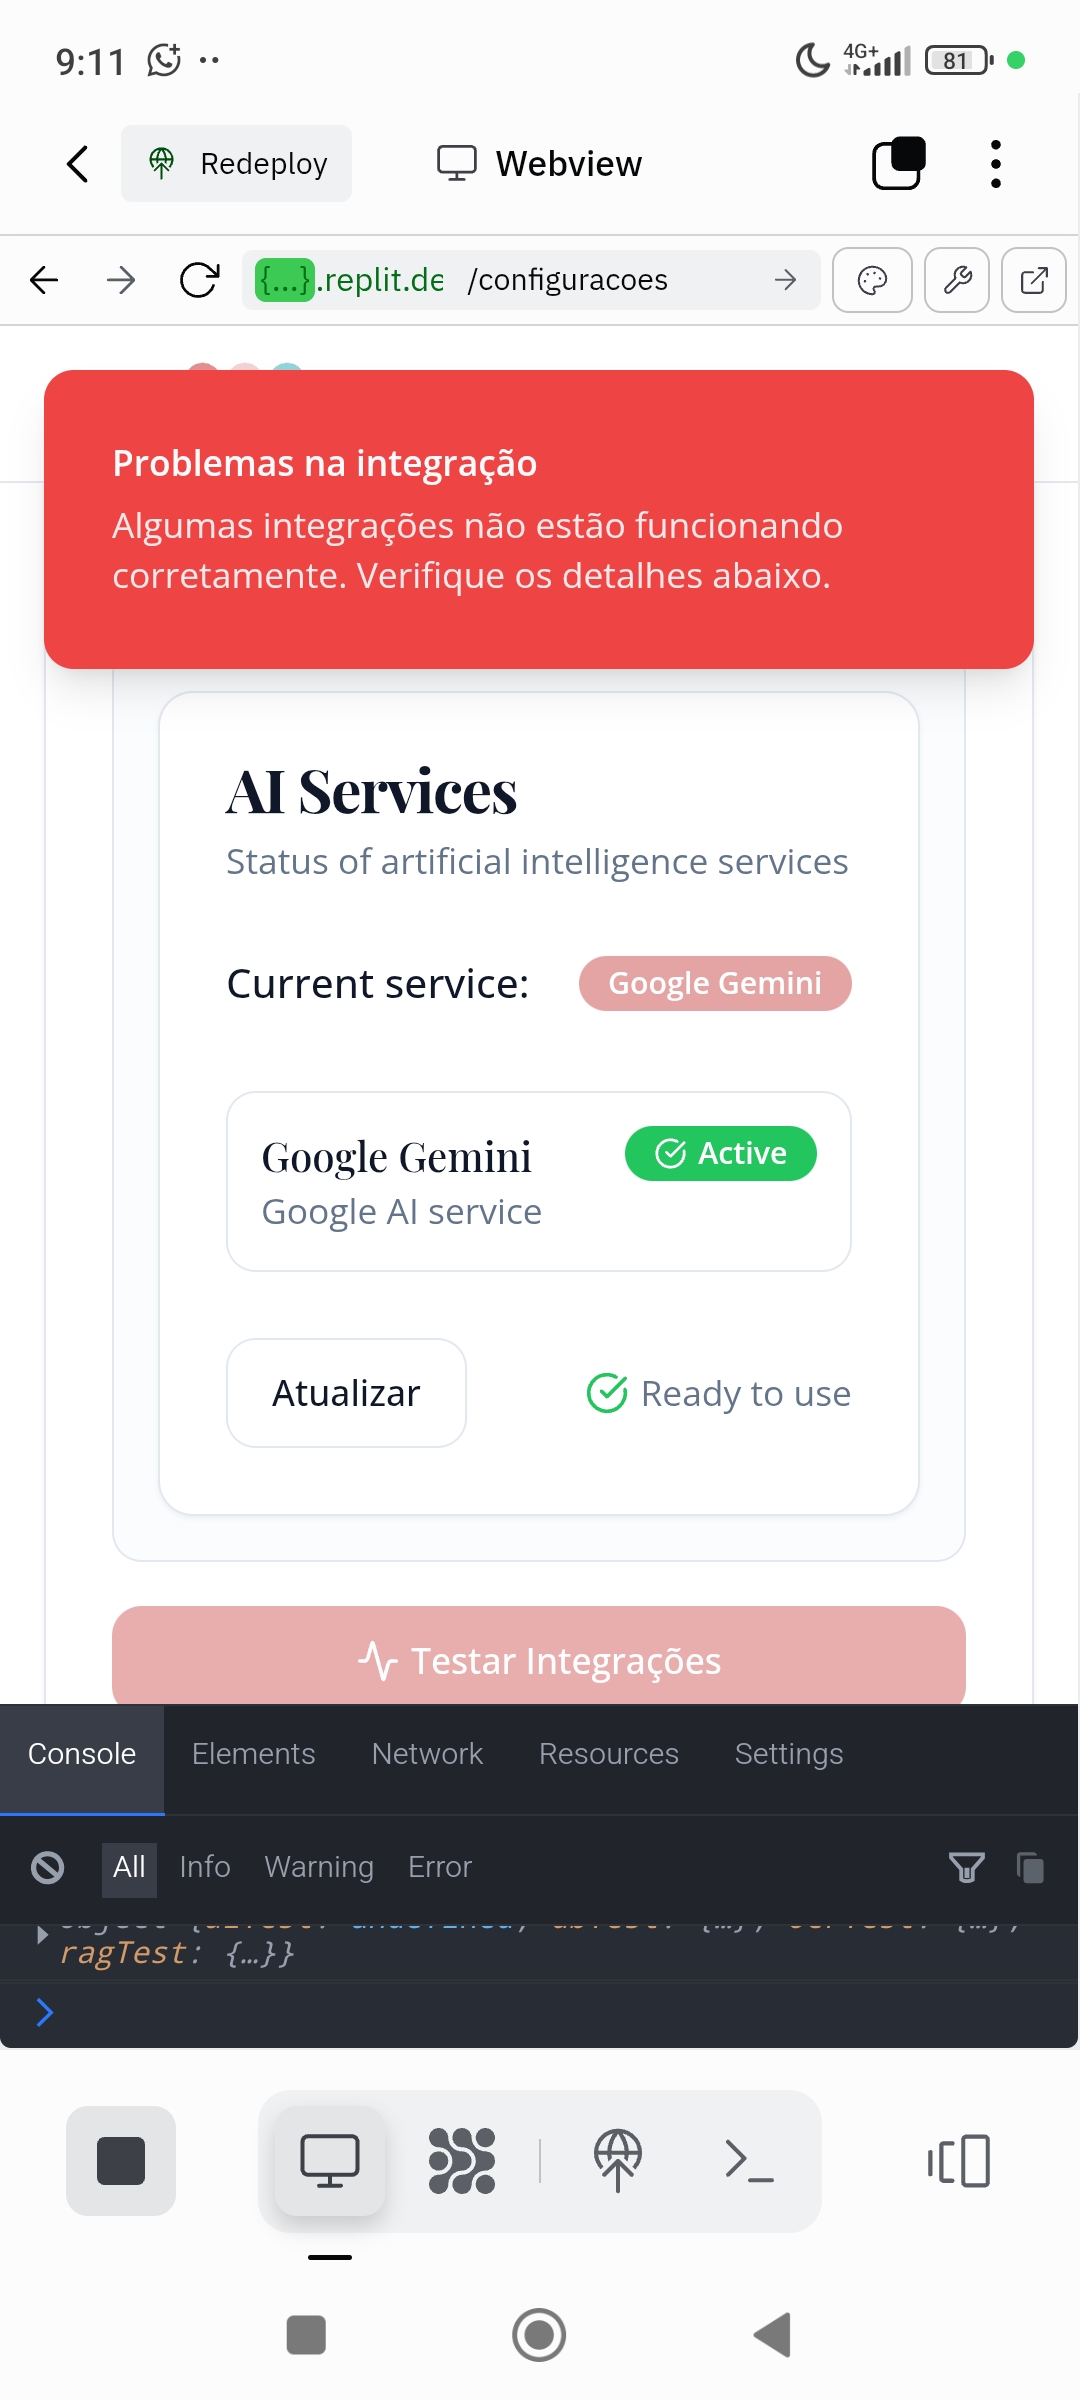 9:11
4G+
81
Redeploy
Webview
{...}.replit.de /configuracoes
Problemas na integração
Algumas integrações não estão funcionando
corretamente. Verifique os detalhes abaixo.
AI Services
Status of artificial intelligence services
Current service:
Google Gemini
Google Gemini
Active
Google AI service
Atualizar
Ready to use
Testar Integrações
Console
Elements
Network
Resources
Settings
All
Info
Warning
Error
ragTest: {…}}